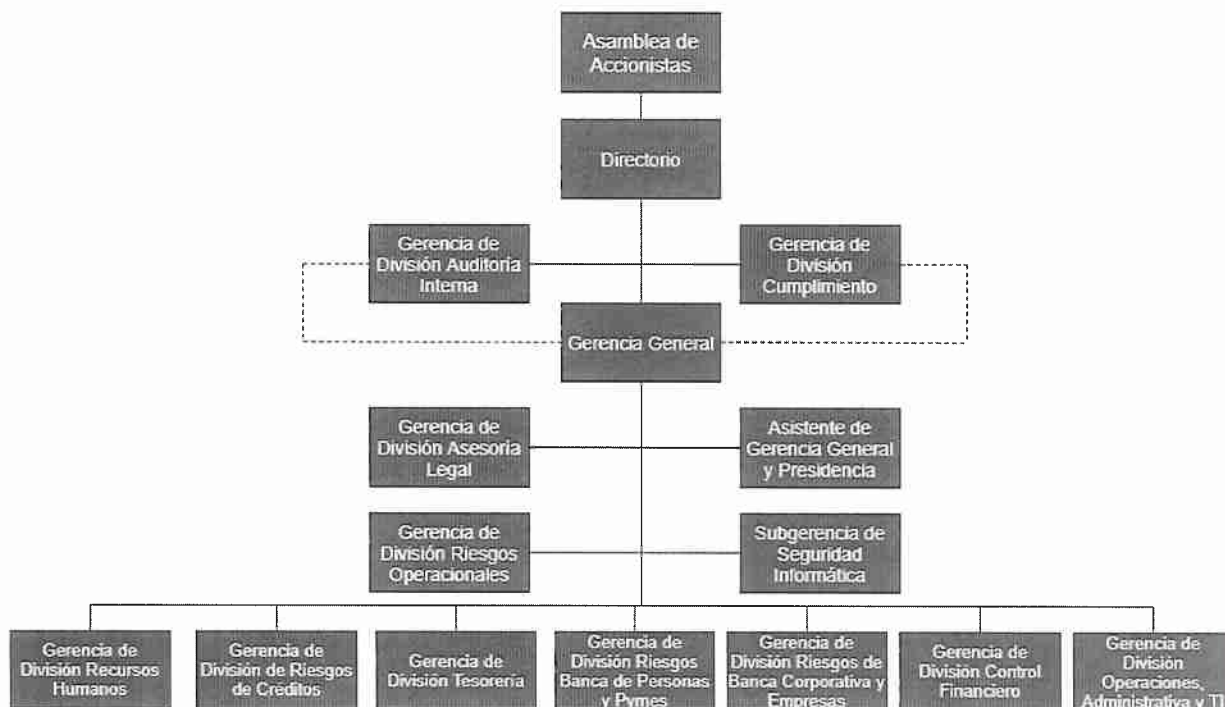 Asamblea de
Accionistas
Directorio
Gerencia de
División Auditoría
Interna
Gerencia de
División
Cumplimiento
Gerencia General
Gerencia de
División Asesoría
Legal
Asistente de
Gerencia General
y Presidencia
Gerencia de
División Riesgos
Operacionales
Subgerencia de
Seguridad
Informática
Gerencia de
División Recursos
Humanos
Gerencia de
División de Riesgos
de Créditos
Gerencia de
División Tesorería
Gerencia de
División Riesgos
Banca de Personas
y Pymes
Gerencia de
División Riesgos de
Banca Corporativa y
Empresas
Gerencia de
División Control
Financiero
Gerencia de
División
Operaciones,
Administrativa y TI